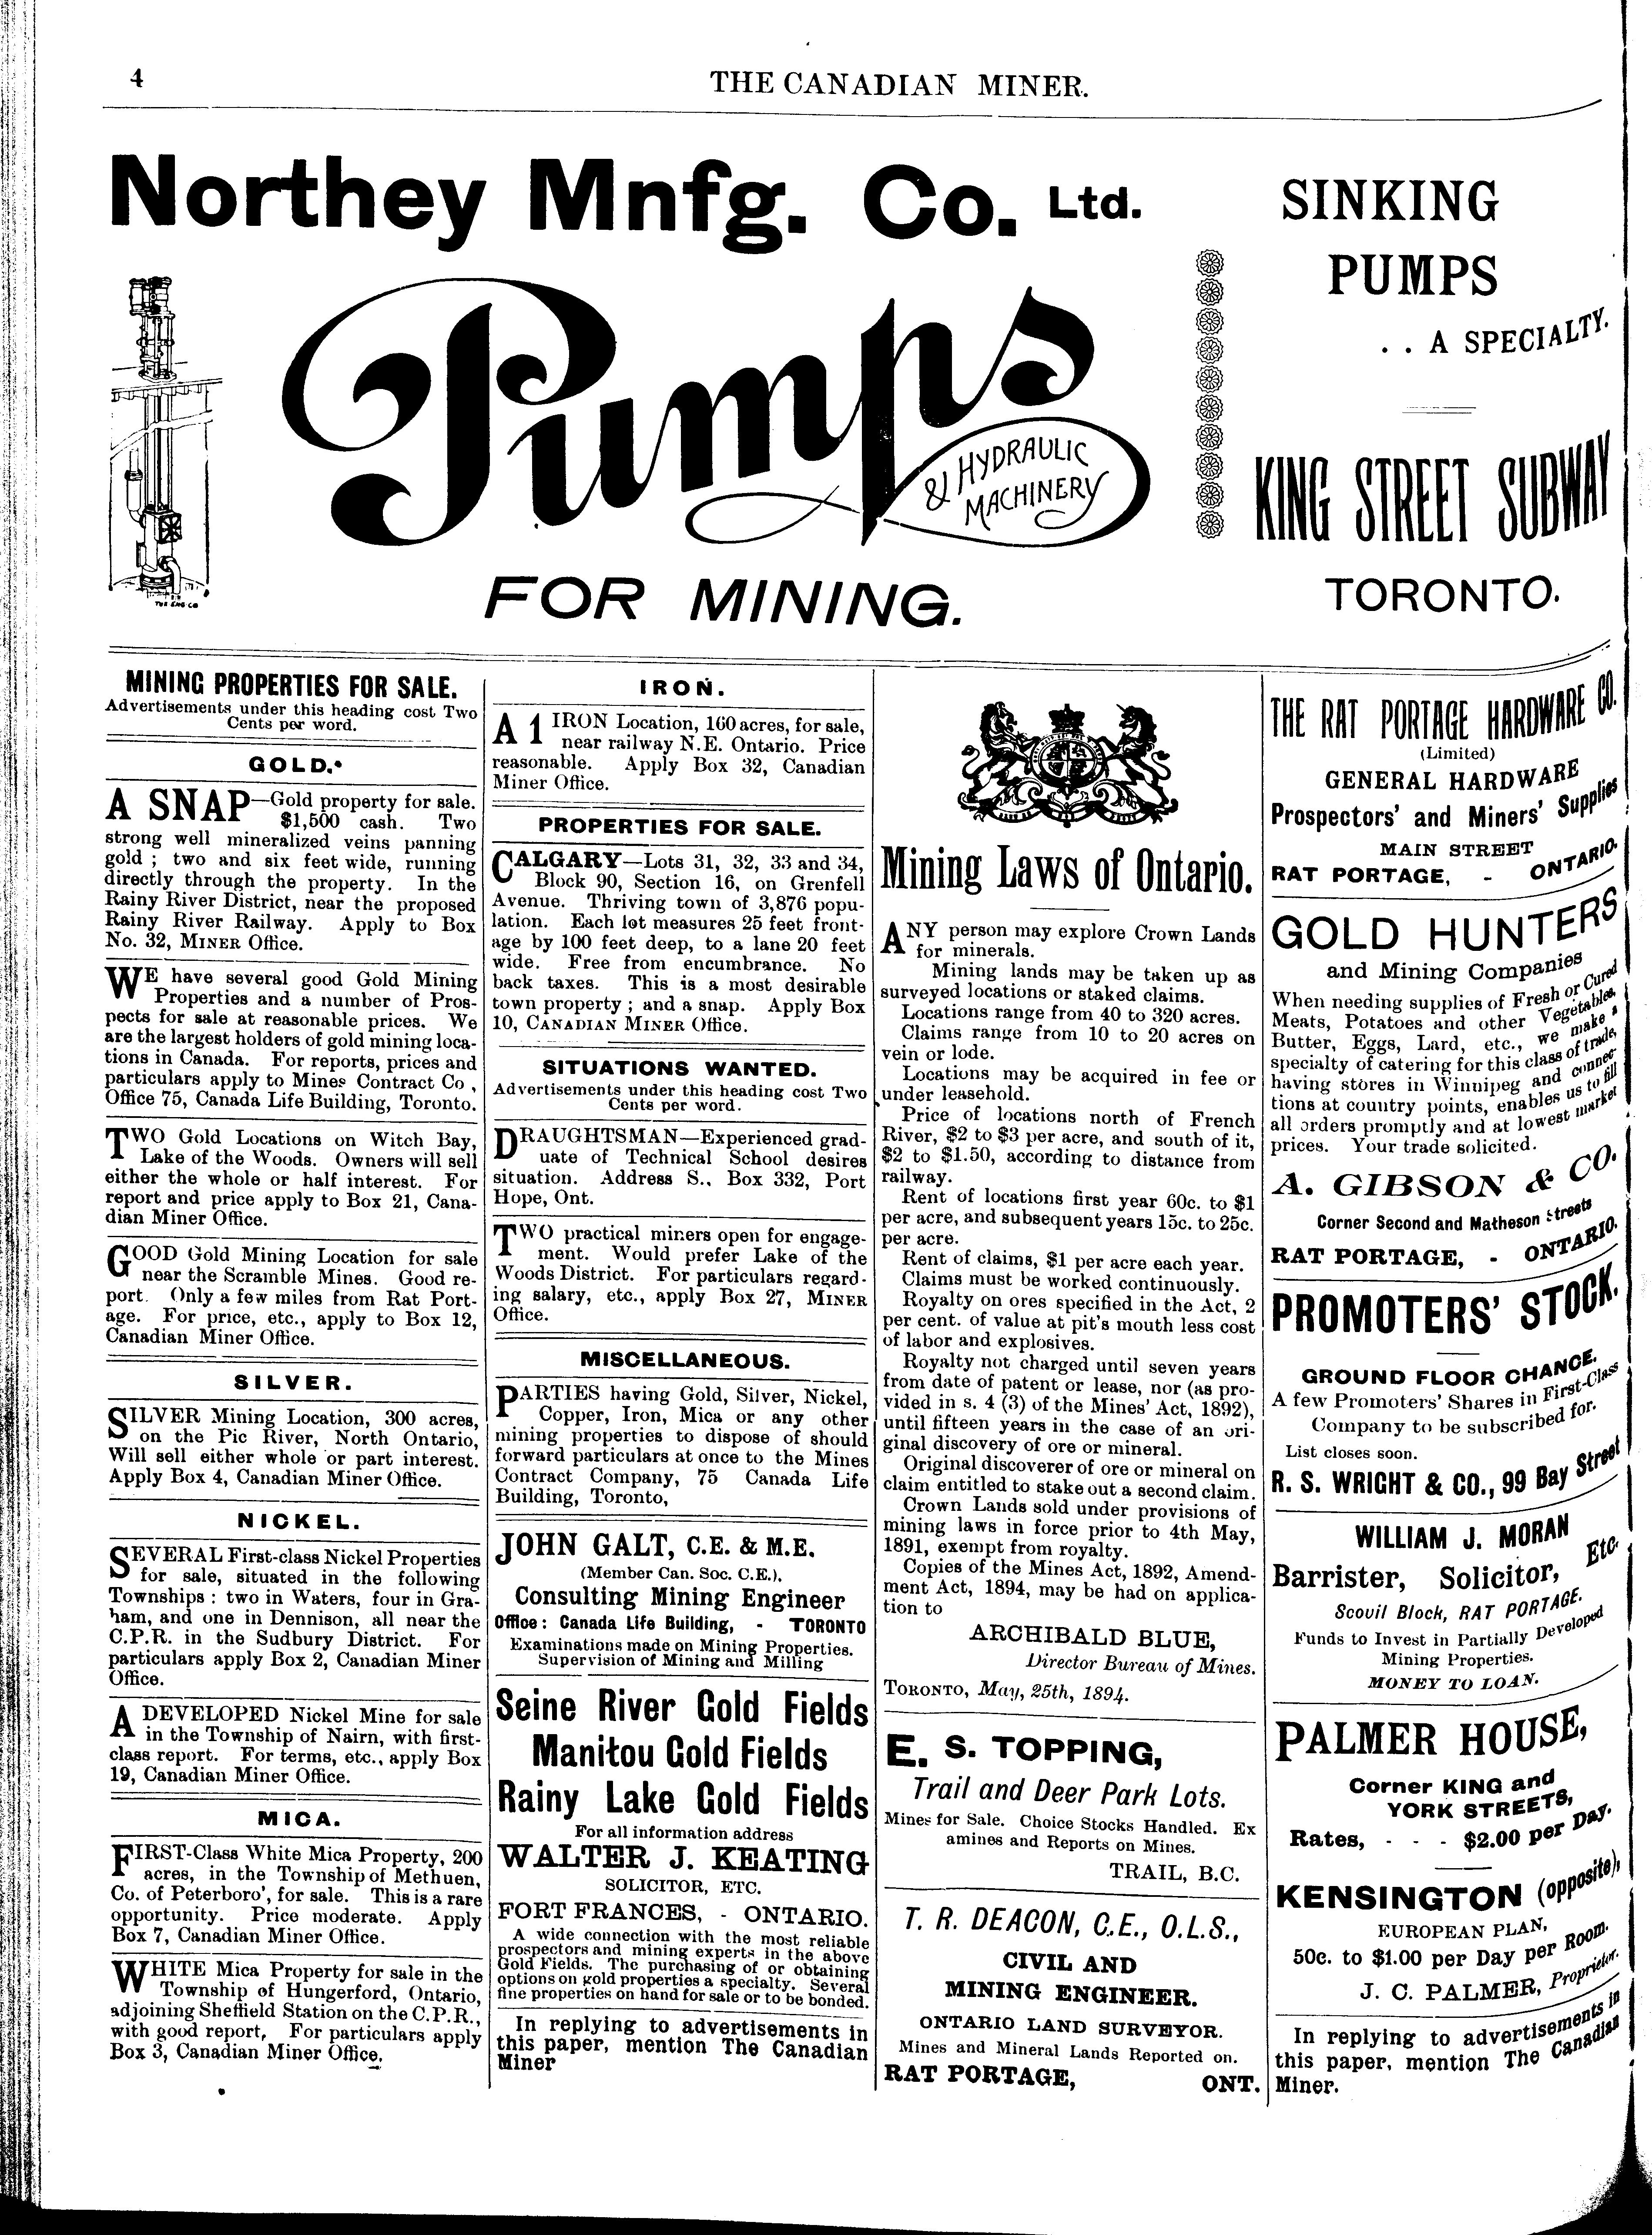 4
THE CANADIAN MINER.
Northey Mnfg. Co. Ltd.
Pumps
& HYDRAULIC
MACHINERY
FOR MINING.
TOR ENG CO
SINKING
PUMPS
. . A SPECIALTY.
KING STREET SUBWAY
TORONTO.
MINING PROPERTIES FOR SALE.
Advertisements under this heading cost Two
Cents per word.
GOLD.
A SNAP—Gold property for sale.
$1,500 cash. Two
strong well mineralized veins panning
gold ; two and six feet wide, running
directly through the property. In the
Rainy River District, near the proposed
Rainy River Railway. Apply to Box
No. 32, MINER Office.
WE have several good Gold Mining
Properties and a number of Pros-
pects for sale at reasonable prices. We
are the largest holders of gold mining loca-
tions in Canada. For reports, prices and
particulars apply to Mines Contract Co ,
Office 75, Canada Life Building, Toronto.
TWO Gold Locations on Witch Bay,
Lake of the Woods. Owners will sell
either the whole or half interest. For
report and price apply to Box 21, Cana-
dian Miner Office.
GOOD Gold Mining Location for sale
near the Scramble Mines. Good re-
port. Only a few miles from Rat Port-
age. For price, etc., apply to Box 12,
Canadian Miner Office.
SILVER.
SILVER Mining Location, 300 acres,
on the Pic River, North Ontario,
Will sell either whole or part interest.
Apply Box 4, Canadian Miner Office.
NICKEL.
SEVERAL First-class Nickel Properties
for sale, situated in the following
Townships : two in Waters, four in Gra-
ham, and one in Dennison, all near the
C.P.R. in the Sudbury District. For
particulars apply Box 2, Canadian Miner
Office.
A DEVELOPED Nickel Mine for sale
in the Township of Nairn, with first-
class report. For terms, etc., apply Box
19, Canadian Miner Office.
MICA.
FIRST-Class White Mica Property, 200
acres, in the Township of Methuen,
Co. of Peterboro', for sale. This is a rare
opportunity. Price moderate. Apply
Box 7, Canadian Miner Office.
WHITE Mica Property for sale in the
Township of Hungerford, Ontario,
adjoining Sheffield Station on the C.P.R.,
with good report, For particulars apply
Box 3, Canadian Miner Office.
IRON.
A 1 IRON Location, 160 acres, for sale,
near railway N.E. Ontario. Price
reasonable. Apply Box 32, Canadian
Miner Office.
PROPERTIES FOR SALE.
CALGARY—Lots 31, 32, 33 and 34,
Block 90, Section 16, on Grenfell
Avenue. Thriving town of 3,876 popu-
lation. Each lot measures 25 feet front-
age by 100 feet deep, to a lane 20 feet
wide. Free from encumbrance. No
back taxes. This is a most desirable
town property ; and a snap. Apply Box
10, CANADIAN MINER Office.
SITUATIONS WANTED.
Advertisements under this heading cost Two
Cents per word.
DRAUGHTSMAN—Experienced grad-
uate of Technical School desires
situation. Address S., Box 332, Port
Hope, Ont.
TWO practical miners open for engage-
ment. Would prefer Lake of the
Woods District. For particulars regard-
ing salary, etc., apply Box 27, MINER
Office.
MISCELLANEOUS.
PARTIES having Gold, Silver, Nickel,
Copper, Iron, Mica or any other
mining properties to dispose of should
forward particulars at once to the Mines
Contract Company, 75 Canada Life
Building, Toronto,
JOHN GALT, C.E. & M.E.
(Member Can. Soc. C.E.).
Consulting Mining Engineer
Office : Canada Life Building, - TORONTO
Examinations made on Mining Properties.
Supervision of Mining and Milling
Seine River Gold Fields
Manitou Gold Fields
Rainy Lake Gold Fields
For all information address
WALTER J. KEATING
SOLICITOR, ETC.
FORT FRANCES, - ONTARIO.
A wide connection with the most reliable
prospectors and mining experts in the above
Gold Fields. The purchasing of or obtaining
options on gold properties a specialty. Several
fine properties on hand for sale or to be bonded.
In replying to advertisements in
this paper, mention The Canadian
Miner
Mining Laws of Ontario.
ANY person may explore Crown Lands
for minerals.
Mining lands may be taken up as
surveyed locations or staked claims.
Locations range from 40 to 320 acres.
Claims range from 10 to 20 acres on
vein or lode.
Locations may be acquired in fee or
under leasehold.
Price of locations north of French
River, $2 to $3 per acre, and south of it,
$2 to $1.50, according to distance from
railway.
Rent of locations first year 60c. to $1
per acre, and subsequent years 15c. to 25c.
per acre.
Rent of claims, $1 per acre each year.
Claims must be worked continuously.
Royalty on ores specified in the Act, 2
per cent. of value at pit's mouth less cost
of labor and explosives.
Royalty not charged until seven years
from date of patent or lease, nor (as pro-
vided in s. 4 (3) of the Mines' Act, 1892),
until fifteen years in the case of an ori-
ginal discovery of ore or mineral.
Original discoverer of ore or mineral on
claim entitled to stake out a second claim.
Crown Lands sold under provisions of
mining laws in force prior to 4th May,
1891, exempt from royalty.
Copies of the Mines Act, 1892, Amend-
ment Act, 1894, may be had on applica-
tion to
ARCHIBALD BLUE,
Director Bureau of Mines.
TORONTO, May, 25th, 1894.
E. S. TOPPING,
Trail and Deer Park Lots.
Mines for Sale. Choice Stocks Handled. Ex
amines and Reports on Mines.
TRAIL, B.C.
T. R. DEACON, C.E., O.L.S.,
CIVIL AND
MINING ENGINEER.
ONTARIO LAND SURVEYOR.
Mines and Mineral Lands Reported on.
RAT PORTAGE, ONT.
THE RAT PORTAGE HARDWARE CO.
(Limited)
GENERAL HARDWARE
Prospectors' and Miners' Supplies
MAIN STREET
RAT PORTAGE, - ONTARIO.
GOLD HUNTERS
and Mining Companies
When needing supplies of Fresh or Cured
Meats, Potatoes and other Vegetables,
Butter, Eggs, Lard, etc., we make a
specialty of catering for this class of trade,
having stores in Winnipeg and connec-
tions at country points, enables us to fill
all orders promptly and at lowest market
prices. Your trade solicited.
A. GIBSON & CO.
Corner Second and Matheson Streets
RAT PORTAGE, - ONTARIO.
PROMOTERS' STOCK.
GROUND FLOOR CHANCE.
A few Promoters' Shares in First-Class
Company to be subscribed for.
List closes soon.
R. S. WRIGHT & CO., 99 Bay Street
WILLIAM J. MORAN
Barrister, Solicitor, Etc.
Scovil Block, RAT PORTAGE.
Funds to Invest in Partially Developed
Mining Properties.
MONEY TO LOAN.
PALMER HOUSE,
Corner KING and
YORK STREETS,
Rates, - - - $2.00 per Day.
KENSINGTON (opposite),
EUROPEAN PLAN,
50c. to $1.00 per Day per Room.
J. C. PALMER, Proprietor.
In replying to advertisements in
this paper, mention The Canadian
Miner.